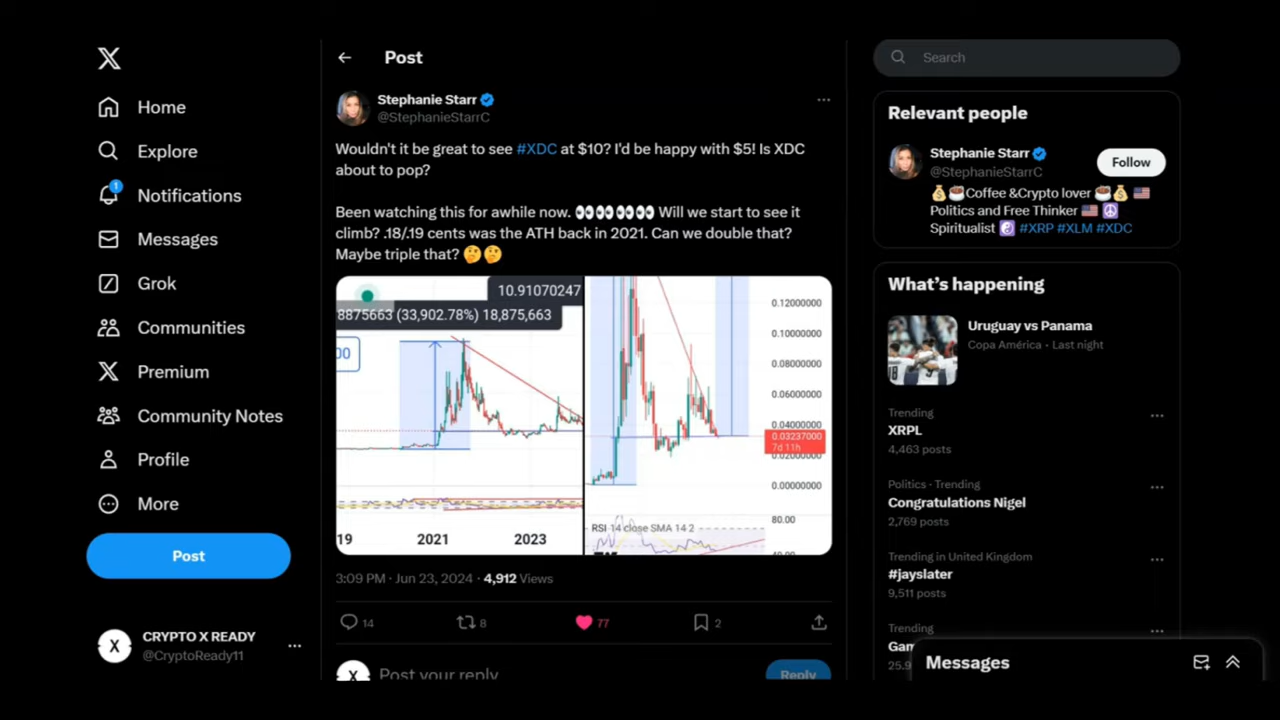 Home
Explore
1
Notifications
Messages
Grok
Communities
Premium
Community Notes
Profile
More
Post
CRYPTO X READY
@CryptoReady11
Post
Stephanie Starr
@StephanieStarrC
Wouldn't it be great to see #XDC at $10? I'd be happy with $5! Is XDC
about to pop?
Been watching this for awhile now. 👀👀👀👀 Will we start to see it
climb? .18/.19 cents was the ATH back in 2021. Can we double that?
Maybe triple that? 🤔🤔
10.91070247
8875663 (33,902.78%) 18,875,663
00
19
2021
2023
0.12000000
0.10000000
0.08000000
0.06000000
0.04000000
0.03237000
7d 11h
0.02000000
0.00000000
RSI 14 close SMA 14 2
80.00
40.00
3:09 PM · Jun 23, 2024 · 4,912 Views
14
8
77
2
Post your reply
Reply
Search
Relevant people
Stephanie Starr
@StephanieStarrC
Follow
💰☕Coffee &Crypto lover ☕💰 🇺🇸
Politics and Free Thinker 🇺🇸 ☮️
Spiritualist ☯️ #XRP #XLM #XDC
What's happening
Uruguay vs Panama
Copa América · Last night
Trending
XRPL
4,463 posts
Politics · Trending
Congratulations Nigel
2,769 posts
Trending in United Kingdom
#jayslater
9,511 posts
Trending
Messages